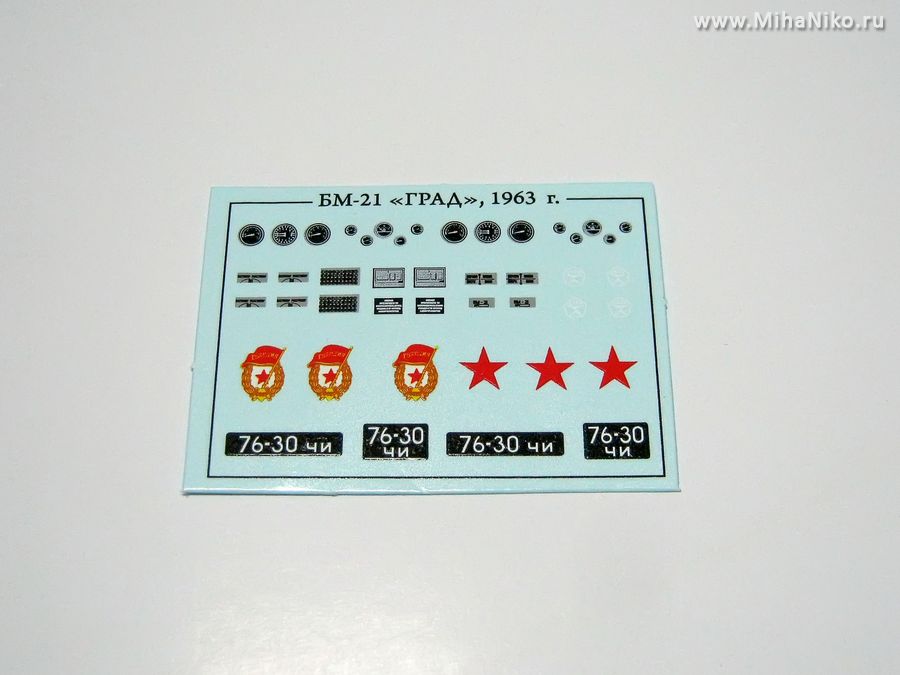 www.MihaNiko.ru
БМ-21 «ГРАД», 1963 г.
76-30 чи
76-30
чи
76-30 чи
76-30
чи